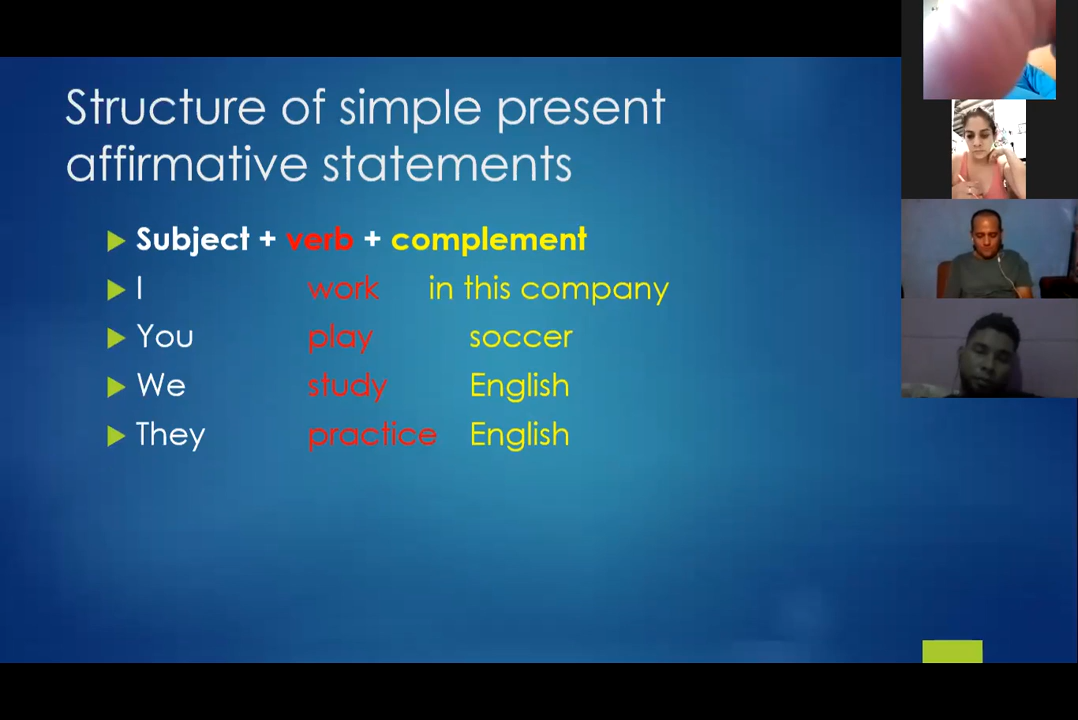 Structure of simple present
affirmative statements
Subject + verb + complement
I work in this company
You play soccer
We study English
They practice English